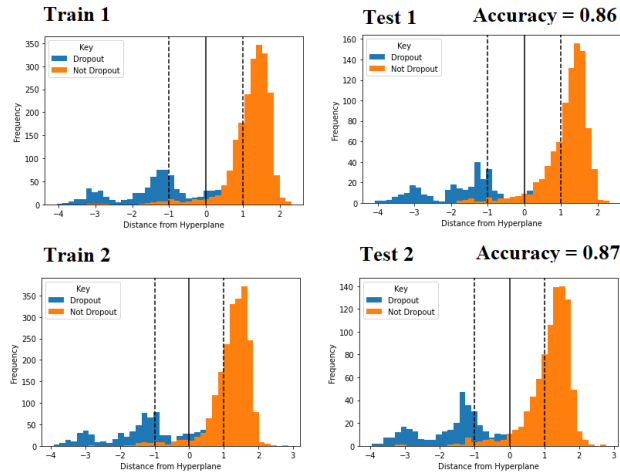 Train 1
Test 1
Accuracy = 0.86
Key
Dropout
Not Dropout
Frequency
350
300
250
200
150
100
50
0
−4
−3
−2
−1
0
1
2
Distance from Hyperplane
Key
Dropout
Not Dropout
Frequency
160
140
120
100
80
60
40
20
0
−4
−3
−2
−1
0
1
2
Distance from Hyperplane
Train 2
Test 2
Accuracy = 0.87
Key
Dropout
Not Dropout
Frequency
350
300
250
200
150
100
50
0
−4
−3
−2
−1
0
1
2
3
Distance from Hyperplane
Key
Dropout
Not Dropout
Frequency
140
120
100
80
60
40
20
0
−4
−3
−2
−1
0
1
2
Distance from Hyperplane